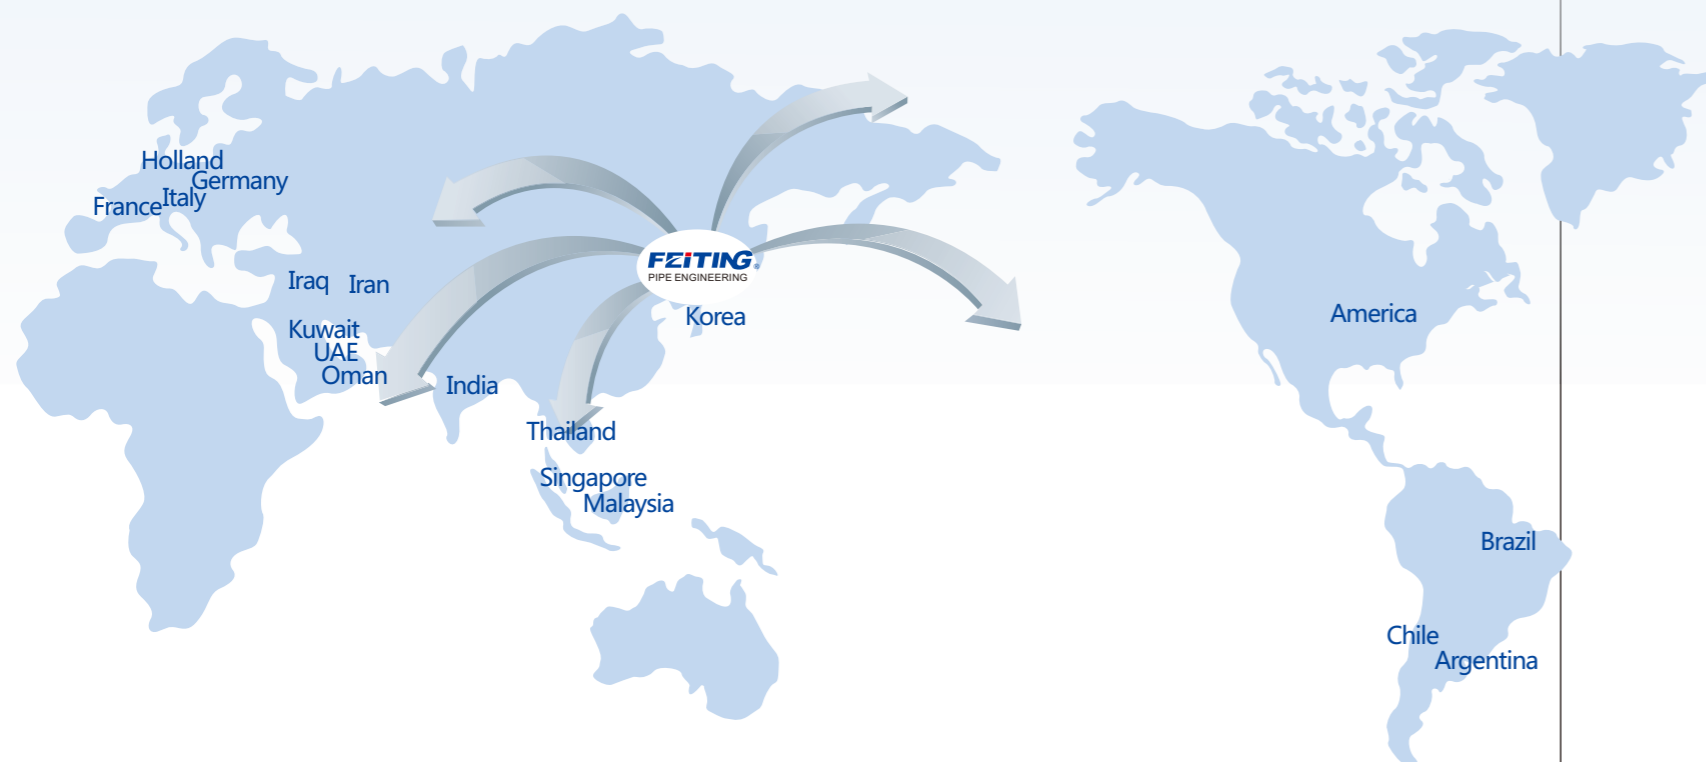 Holland
Germany
Italy
France
FEiTING®
PIPE ENGINEERING
Iraq
Iran
Korea
America
Kuwait
UAE
Oman
India
Thailand
Singapore
Malaysia
Brazil
Chile
Argentina